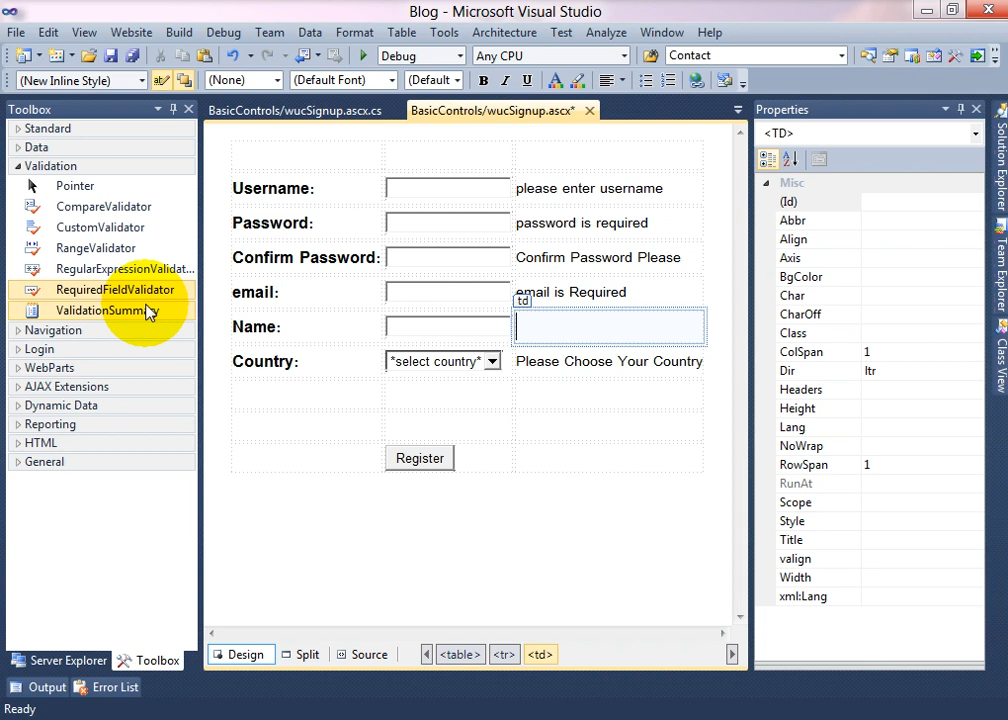 Blog - Microsoft Visual Studio
File Edit View Website Build Debug Team Data Format Table Tools Architecture Test Analyze Window Help
Debug Any CPU Contact
(New Inline Style) (None) (Default Font) (Default B I U A
Toolbox
Standard
Data
Validation
Pointer
CompareValidator
CustomValidator
RangeValidator
RegularExpressionValidat...
RequiredFieldValidator
ValidationSummary
Navigation
Login
WebParts
AJAX Extensions
Dynamic Data
Reporting
HTML
General
Server Explorer Toolbox
BasicControls/wucSignup.ascx.cs BasicControls/wucSignup.ascx*
Username: please enter username
Password: password is required
Confirm Password: Confirm Password Please
email: email is Required
td
Name:
Country: *select country* Please Choose Your Country
Register
Design Split Source <table> <tr> <td>
Properties
<TD>
Misc
(Id)
Abbr
Align
Axis
BgColor
Char
CharOff
Class
ColSpan 1
Dir ltr
Headers
Height
Lang
NoWrap
RowSpan 1
RunAt
Scope
Style
Title
valign
Width
xml:Lang
Solution Explorer
Team Explorer
Class View
Output Error List
Ready